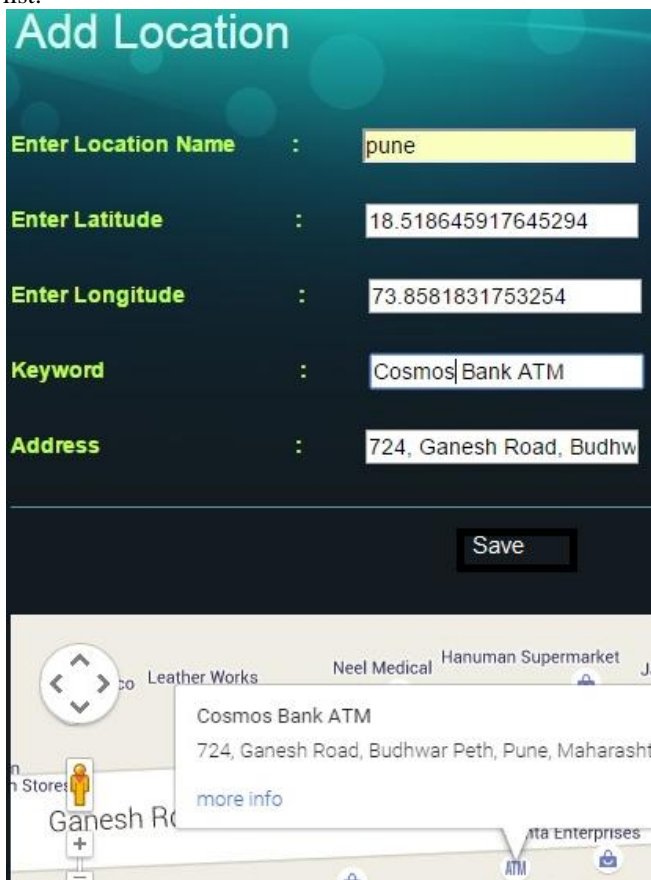 list.
Add Location
Enter Location Name : pune
Enter Latitude : 18.518645917645294
Enter Longitude : 73.8581831753254
Keyword : Cosmos Bank ATM
Address : 724, Ganesh Road, Budhw
Save
Leather Works Neel Medical Hanuman Supermarket
Cosmos Bank ATM
724, Ganesh Road, Budhwar Peth, Pune, Maharasht
more info
Ganesh
Enterprises
ATM